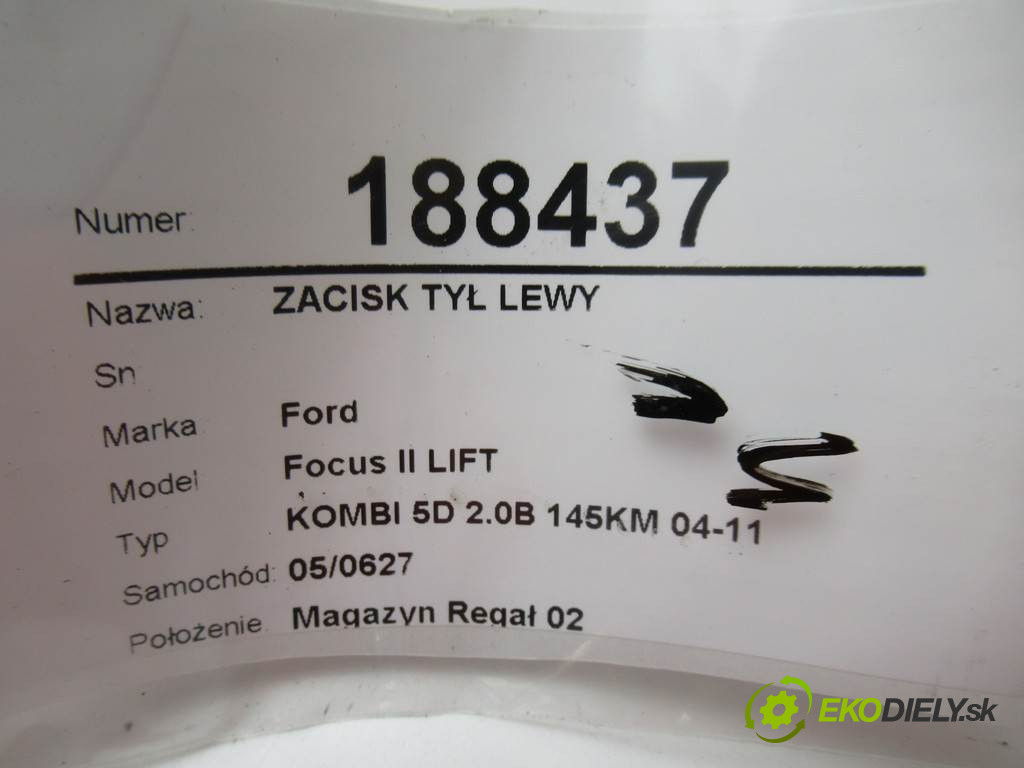 Numer: 188437
Nazwa: ZACISK TYŁ LEWY
Sn
Marka Ford
Model Focus II LIFT
Typ KOMBI 5D 2.0B 145KM 04-11
Samochód: 05/0627
Położenie Magazyn Regał 02
EKODIELY.sk